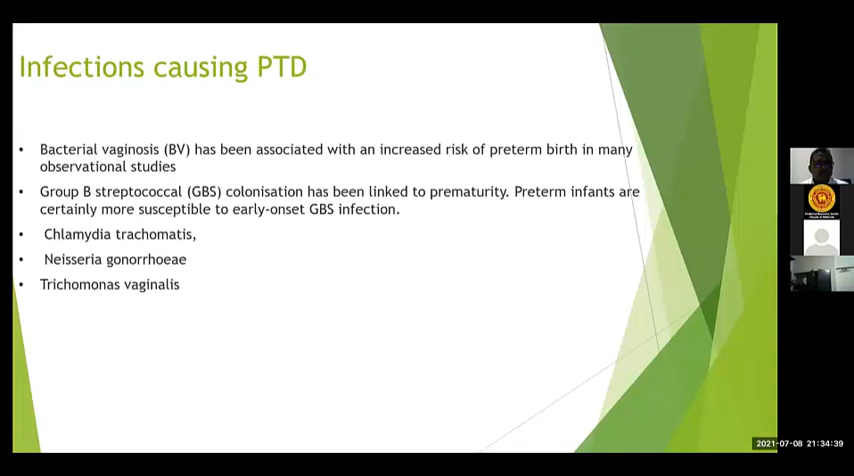 Infections causing PTD
• Bacterial vaginosis (BV) has been associated with an increased risk of preterm birth in many
observational studies
• Group B streptococcal (GBS) colonisation has been linked to prematurity. Preterm infants are
certainly more susceptible to early-onset GBS infection.
• Chlamydia trachomatis,
• Neisseria gonorrhoeae
• Trichomonas vaginalis
2021-07-08 21:34:39